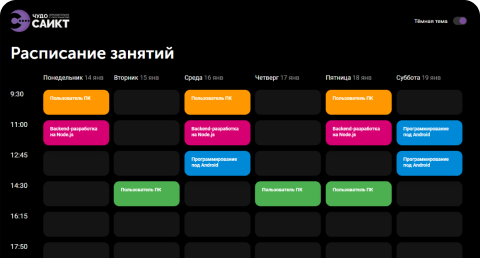 ЧУДО
САИКТ
Тёмная тема
Расписание занятий
Понедельник 14 янв
Вторник 15 янв
Среда 16 янв
Четверг 17 янв
Пятница 18 янв
Суббота 19 янв
9:30
Пользователь ПК
Пользователь ПК
Пользователь ПК
11:00
Backend-разработка
на Node.js
Backend-разработка
на Node.js
Backend-разработка
на Node.js
Программирование
под Android
12:45
Программирование
под Android
Программирование
под Android
14:30
Пользователь ПК
Пользователь ПК
Пользователь ПК
16:15
17:50